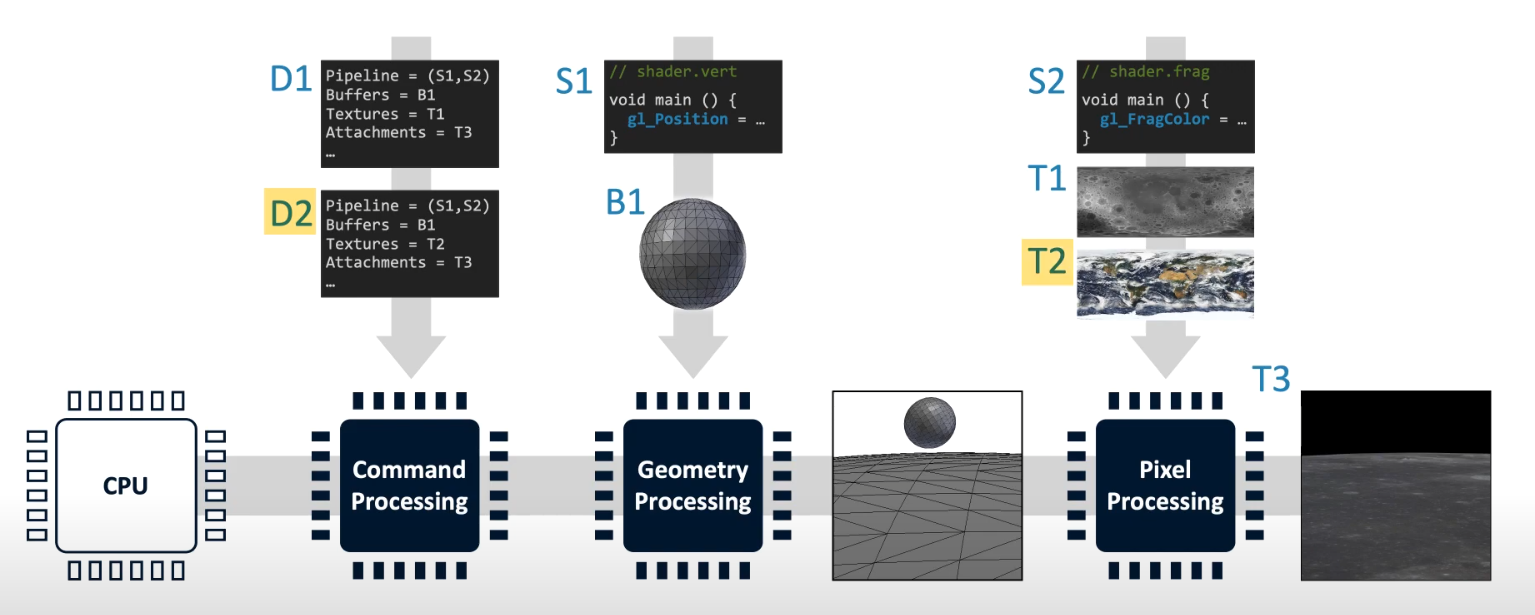 D1
Pipeline = (S1,S2)
Buffers = B1
Textures = T1
Attachments = T3
…
D2
Pipeline = (S1,S2)
Buffers = B1
Textures = T2
Attachments = T3
…
S1
// shader.vert
void main () {
gl_Position = …
}
B1
S2
// shader.frag
void main () {
gl_FragColor = …
}
T1
T2
T3
CPU
Command
Processing
Geometry
Processing
Pixel
Processing